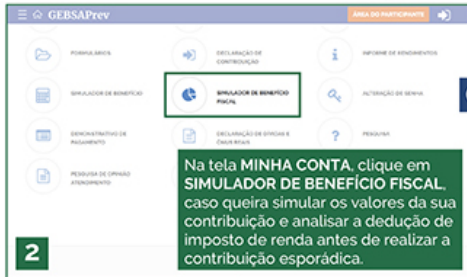 GEBSAPrev
ÁREA DO PARTICIPANTE
FORMULÁRIOS
DECLARAÇÃO DE CONTRIBUIÇÃO
INFORME DE RENDIMENTOS
SIMULADOR DE BENEFÍCIO
SIMULADOR DE BENEFÍCIO FISCAL
ALTERAÇÃO DE SENHA
DEMONSTRATIVO DE PAGAMENTO
DECLARAÇÃO DE DÍVIDAS E ÔNUS REAIS
PESQUISA
PESQUISA DE OPINIÃO ATENDIMENTO
Na tela MINHA CONTA, clique em
SIMULADOR DE BENEFÍCIO FISCAL,
caso queira simular os valores da sua
contribuição e analisar a dedução de
imposto de renda antes de realizar a
contribuição esporádica.
2